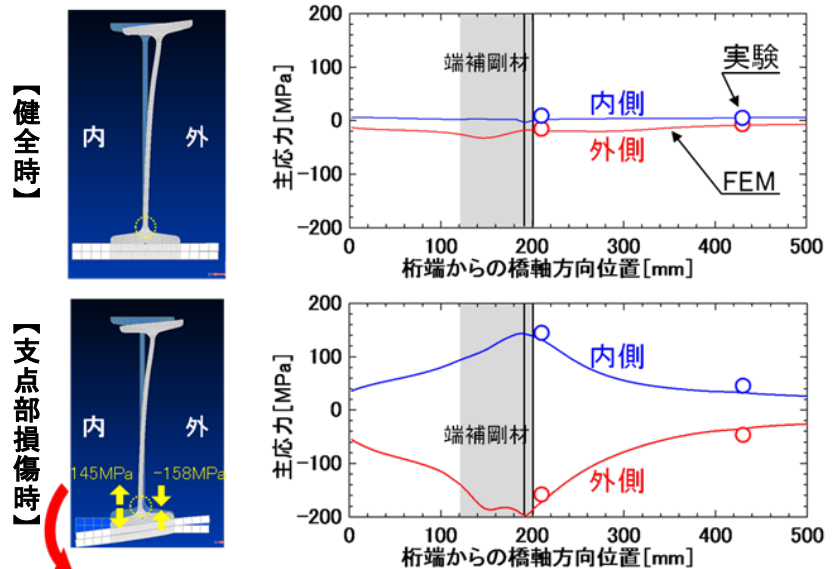 【健全時】
内 外
主応力[MPa]
200
100
0
-100
-200
端補剛材
内側
外側
実験
FEM
0 100 200 300 400 500
桁端からの橋軸方向位置[mm]
【支点部損傷時】
内 外
145MPa -158MPa
主応力[MPa]
200
100
0
-100
-200
端補剛材
内側
外側
0 100 200 300 400 500
桁端からの橋軸方向位置[mm]